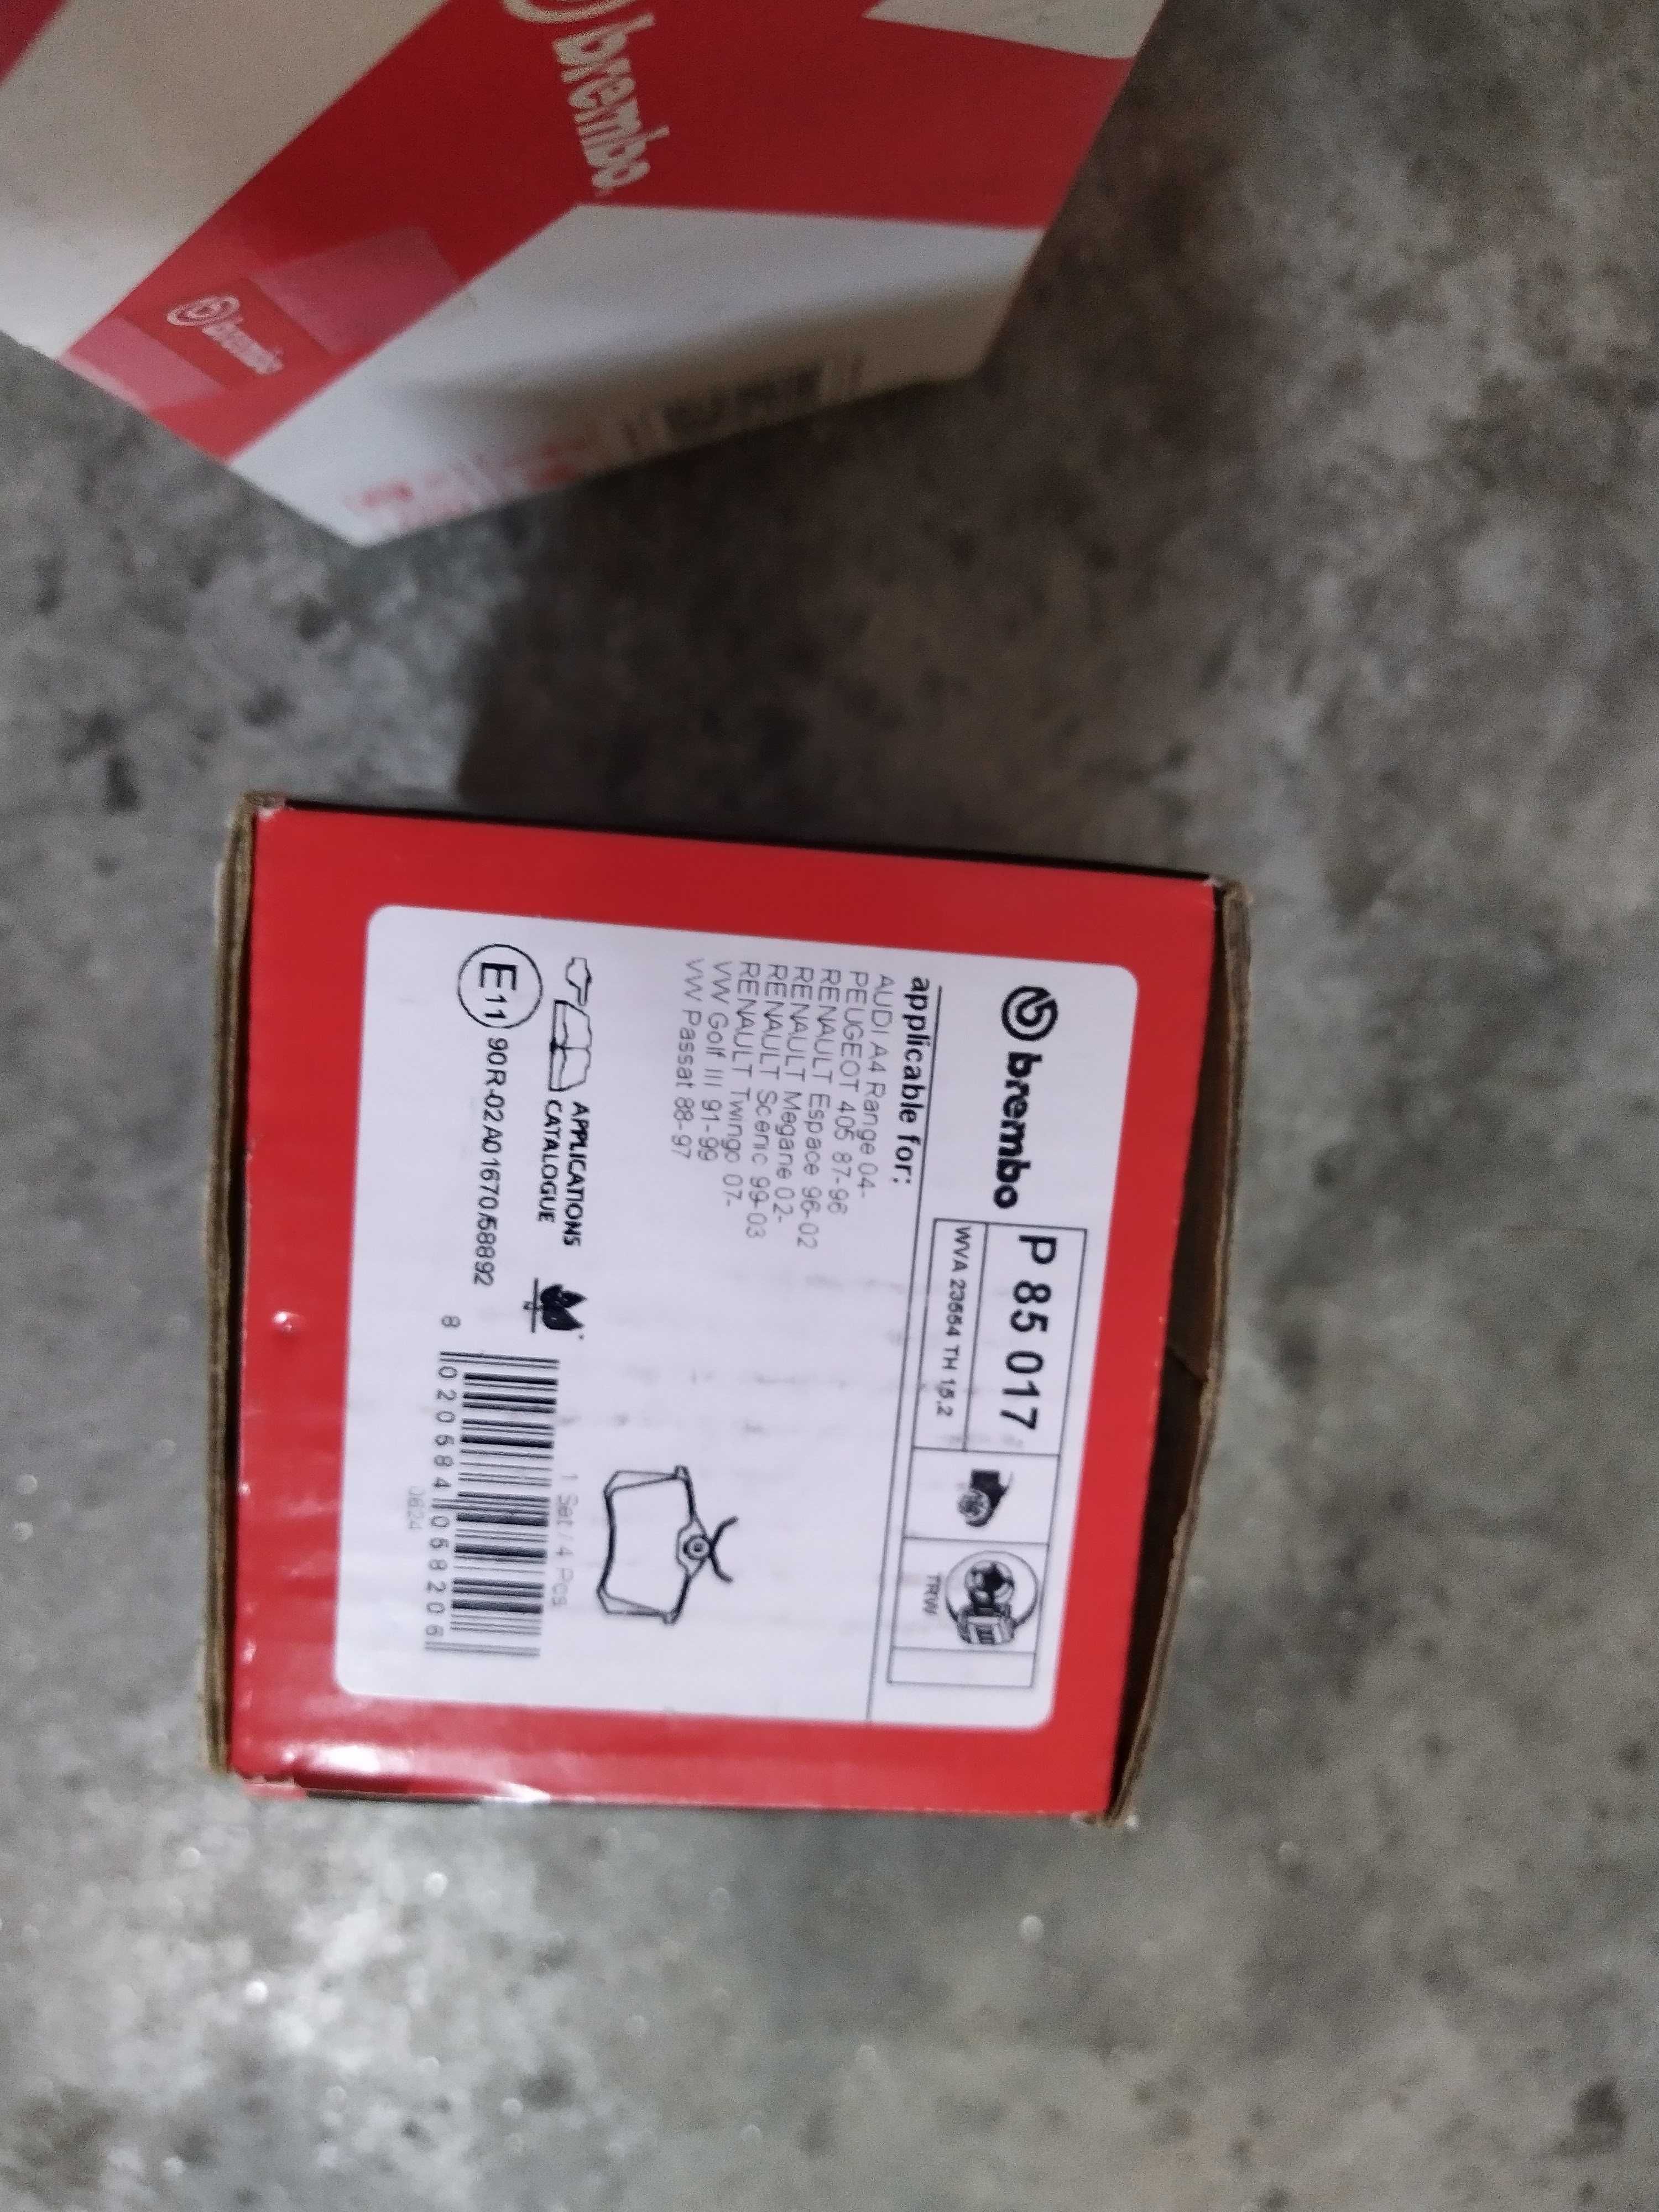 brembo
brembo
brembo
P 85 017
WVA 23554 TH 15,2
TRW
applicable for:
AUDI A4 Range 04-
PEUGEOT 405 87-96
RENAULT Espace 96-02
RENAULT Megane 02-
RENAULT Scenic 99-03
RENAULT Twingo 07-
VW Golf III 91-99
VW Passat 88-97
APPLICATIONS
CATALOGUE
1 Set / 4 Pcs
E11 90R-02A01670/58892
8 020584 058206
0624